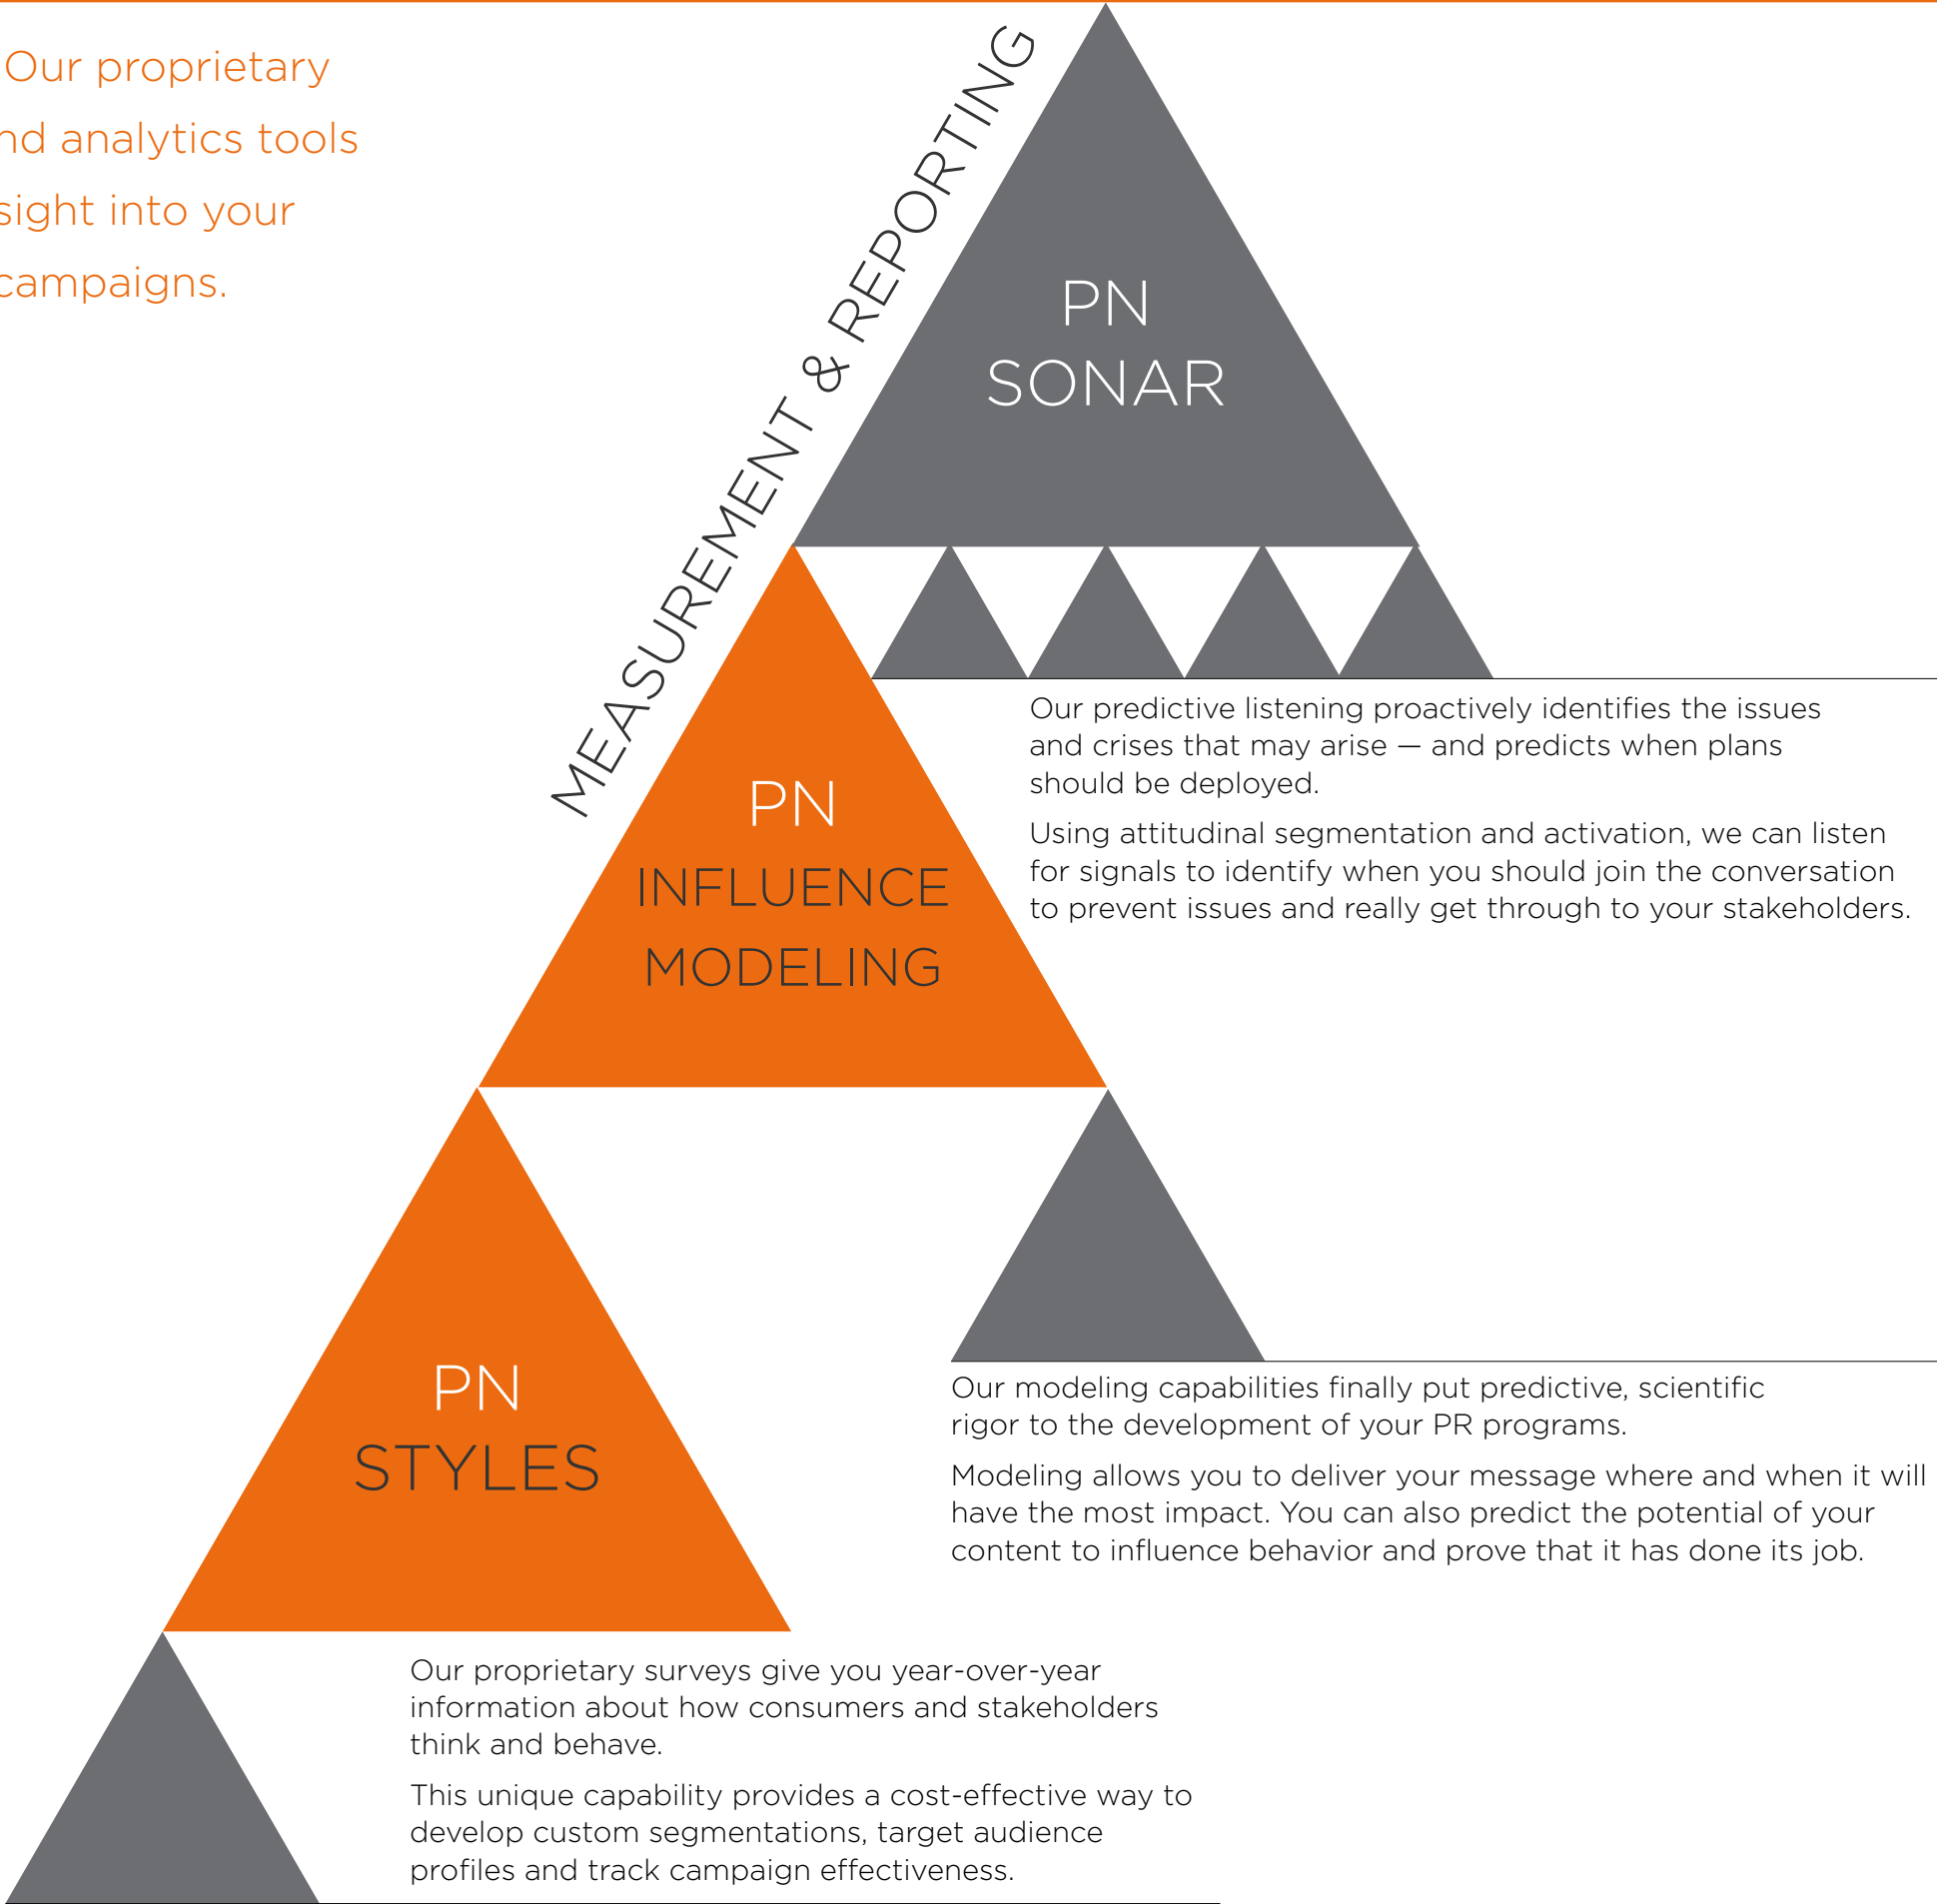 Our proprietary
nd analytics tools
sight into your
campaigns.
MEASUREMENT & REPORTING
PN
SONAR
Our predictive listening proactively identifies the issues
and crises that may arise — and predicts when plans
should be deployed.
Using attitudinal segmentation and activation, we can listen
for signals to identify when you should join the conversation
to prevent issues and really get through to your stakeholders.
PN
INFLUENCE
MODELING
Our modeling capabilities finally put predictive, scientific
rigor to the development of your PR programs.
Modeling allows you to deliver your message where and when it will
have the most impact. You can also predict the potential of your
content to influence behavior and prove that it has done its job.
PN
STYLES
Our proprietary surveys give you year-over-year
information about how consumers and stakeholders
think and behave.
This unique capability provides a cost-effective way to
develop custom segmentations, target audience
profiles and track campaign effectiveness.